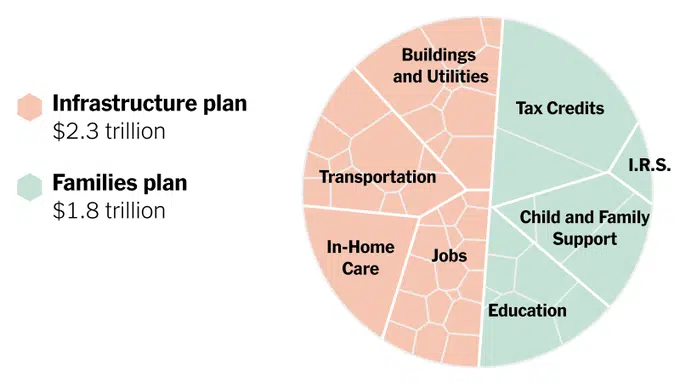 Infrastructure plan
$2.3 trillion
Families plan
$1.8 trillion
Buildings
and Utilities
Tax Credits
I.R.S.
Transportation
Child and Family
Support
In-Home
Care
Jobs
Education